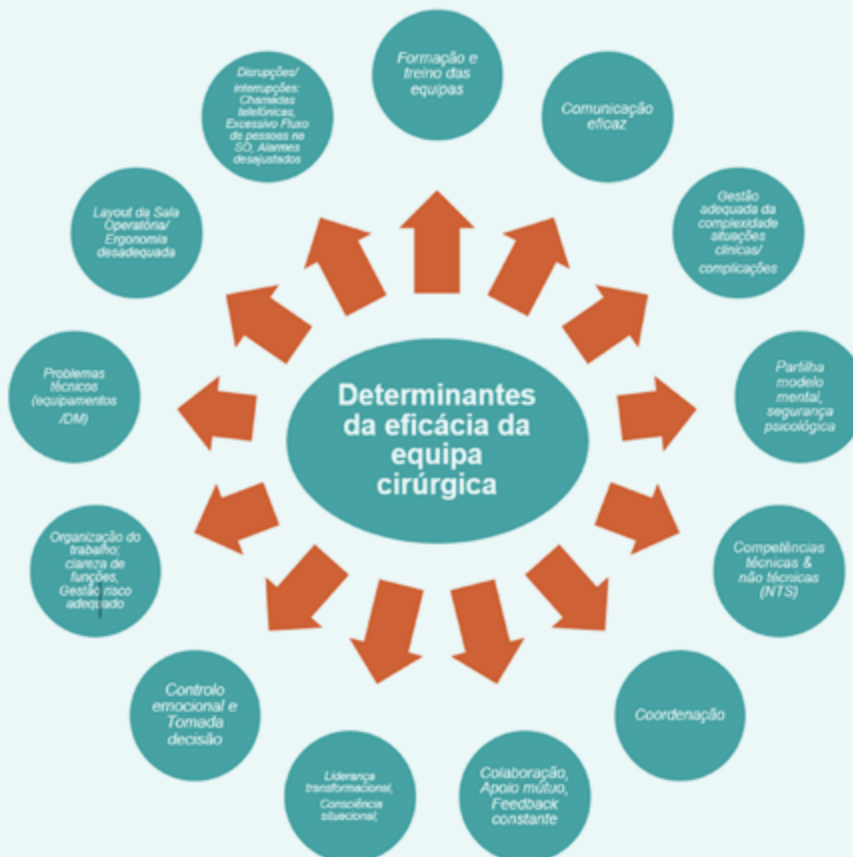 Formação e
treino das
equipas
Comunicação
eficaz
Gestão
adequada da
complexidade
situações
clínicas/
complicações
Partilha
modelo
mental,
segurança
psicológica
Competências
técnicas &
não técnicas
(NTS)
Coordenação
Colaboração,
Apoio mútuo,
Feedback
constante
Liderança
transformacional,
Consciência
situacional;
Controlo
emocional e
Tomada
decisão
Organização do
trabalho;
clareza de
funções,
Gestão risco
adequado
Problemas
técnicos
(equipamentos
/DM)
Layout da Sala
Operatória/
Ergonomia
desadequada
Disrupções/
interrupções:
Chamadas
telefónicas,
Excessivo Fluxo
de pessoas na
SO, Alarmes
desajustados
Determinantes
da eficácia da
equipa
cirúrgica